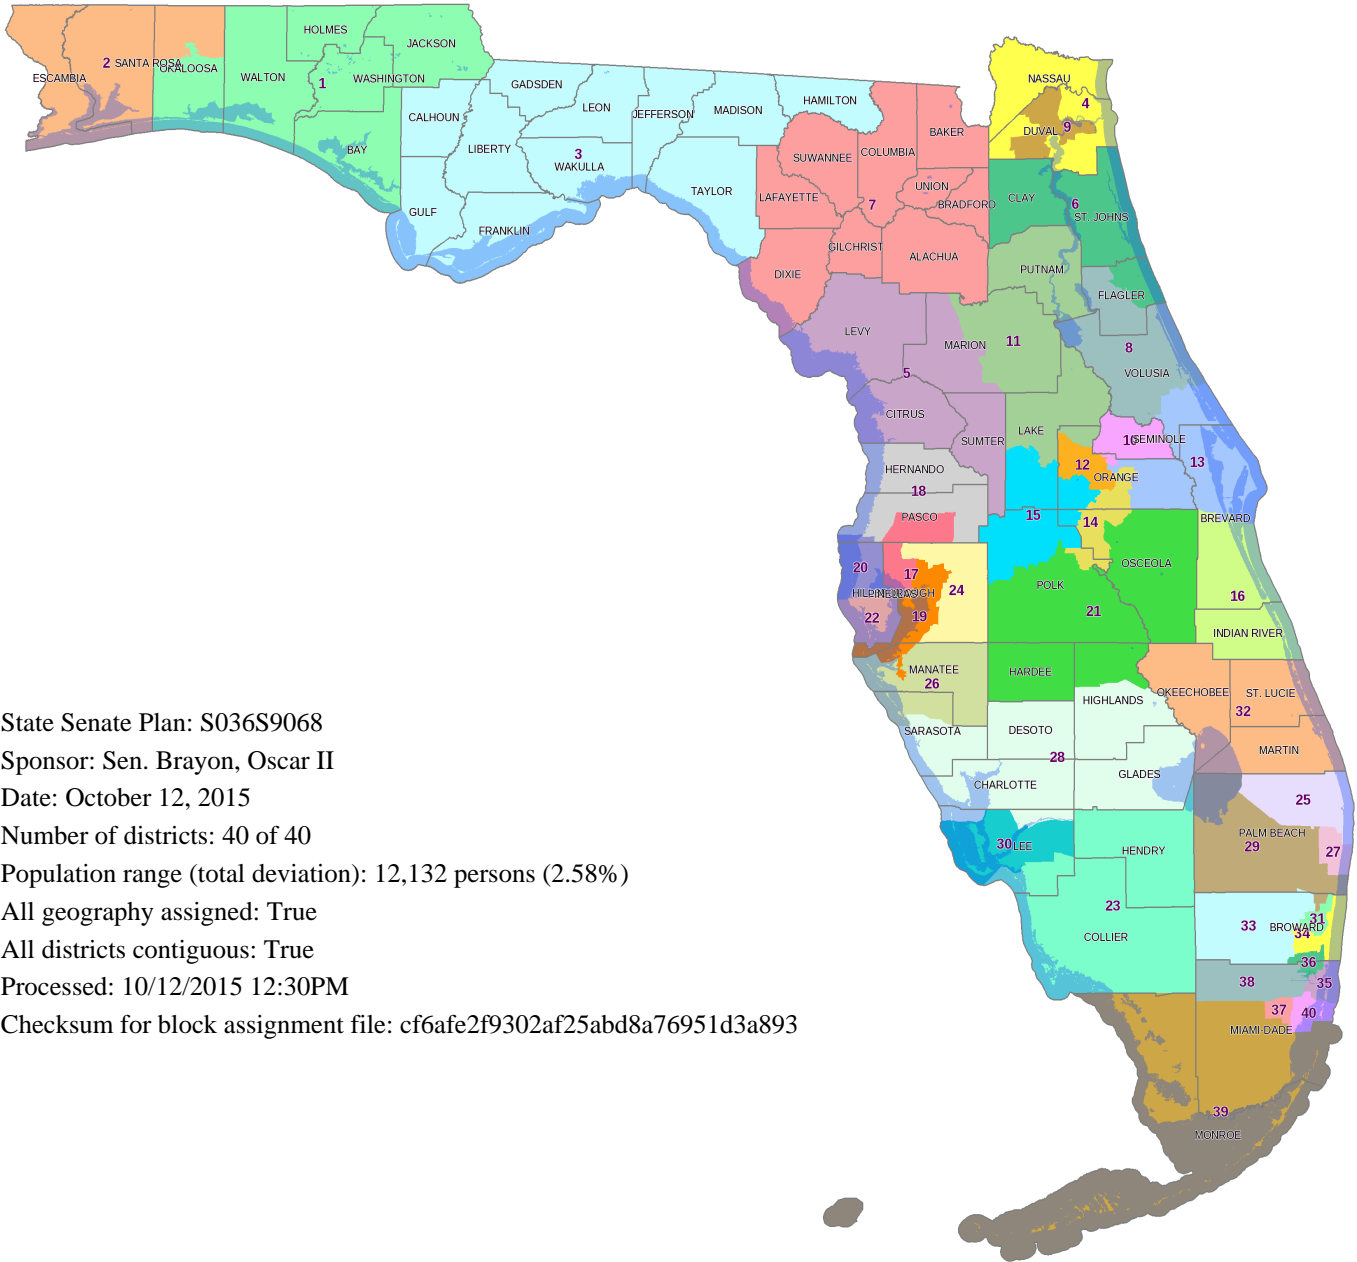 HOLMES
JACKSON
2 SANTA ROSA
OKALOOSA
ESCAMBIA
WALTON
1
WASHINGTON
GADSDEN
LEON
JEFFERSON
MADISON
HAMILTON
CALHOUN
BAY
LIBERTY
3
WAKULLA
TAYLOR
GULF
FRANKLIN
NASSAU
4
DUVAL
9
BAKER
COLUMBIA
SUWANNEE
UNION
LAFAYETTE
7
BRADFORD
CLAY
6
ST. JOHNS
GILCHRIST
ALACHUA
DIXIE
PUTNAM
FLAGLER
LEVY
MARION
11
8
5
VOLUSIA
CITRUS
SUMTER
LAKE
10
SEMINOLE
12
ORANGE
13
HERNANDO
18
PASCO
15
14
BREVARD
20
17
HILLSBOROUGH
PINELLAS
24
POLK
OSCEOLA
21
16
22
19
INDIAN RIVER
MANATEE
26
HARDEE
HIGHLANDS
OKEECHOBEE
ST. LUCIE
32
SARASOTA
DESOTO
28
MARTIN
CHARLOTTE
GLADES
25
30
LEE
HENDRY
PALM BEACH
29
27
23
COLLIER
33
BROWARD
31
34
36
38
35
37
40
MIAMI-DADE
39
MONROE
State Senate Plan: S036S9068
Sponsor: Sen. Brayon, Oscar II
Date: October 12, 2015
Number of districts: 40 of 40
Population range (total deviation): 12,132 persons (2.58%)
All geography assigned: True
All districts contiguous: True
Processed: 10/12/2015 12:30PM
Checksum for block assignment file: cf6afe2f9302af25abd8a76951d3a893